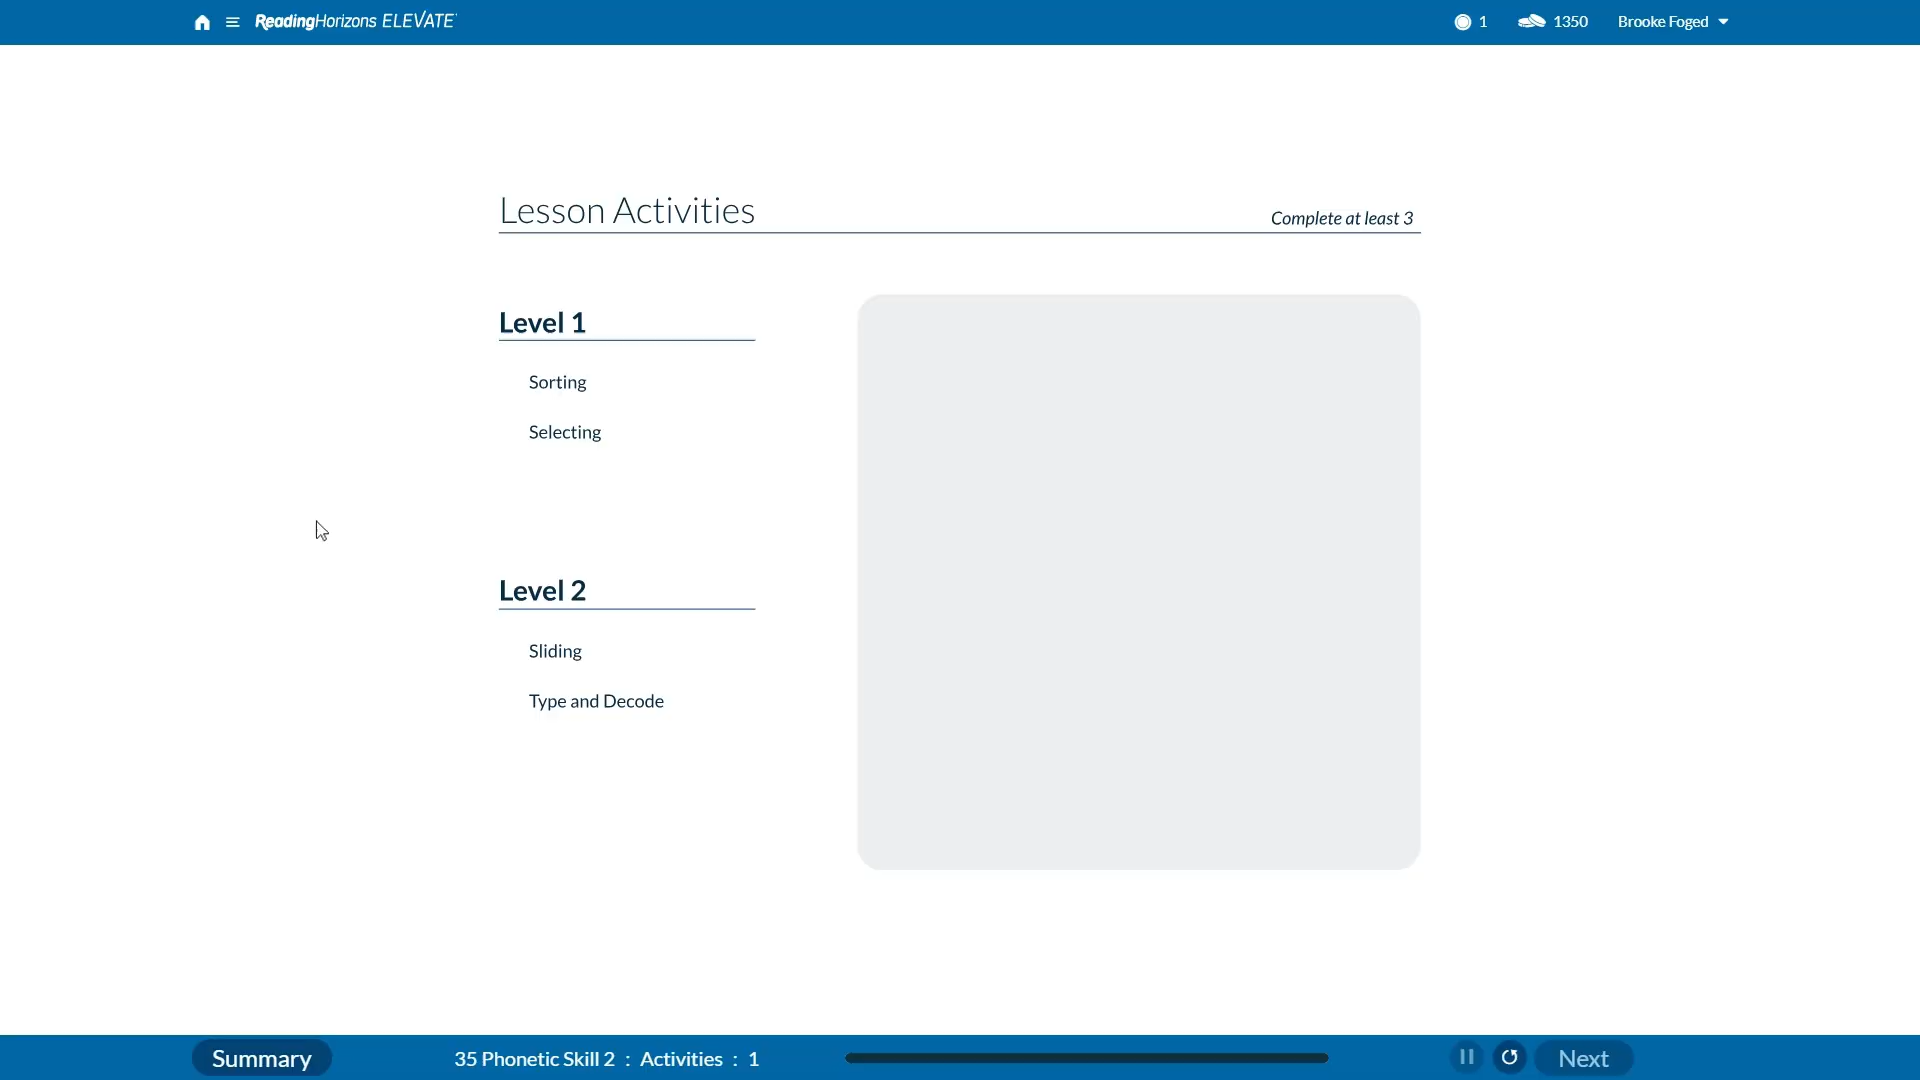 ReadingHorizons ELEVATE 1 1350 Brooke Foged
Lesson Activities Complete at least 3
Level 1
Sorting
Selecting
Level 2
Sliding
Type and Decode
Summary 35 Phonetic Skill 2 : Activities : 1 Next